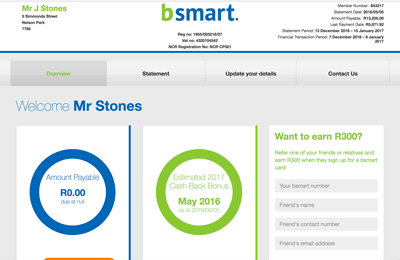 Mr J Stones
5 Simmonds Street
Nelson Park
7785
bsmart.
Reg no: 1955/003218/07
Vat no: 4320104542
NCR Registration No: NCR CP501
Member Number: 643317
Statement Date: 2016/05/05
Amount Payable: R13,200.00
Last Payment Date: R5,971.92
Statement Period: 13 December 2016 - 15 January 2017
Financial Transaction Period: 7 December 2016 - 8 January 2017
Overview
Statement
Update your details
Contact Us
Welcome Mr Stones
Amount Payable
R0.00
due at null
Estimated 2017
Cash Back Bonus
May 2016
as at 2016/05/05
Want to earn R300?
Refer one of your friends or relatives and
earn R300 when they sign up for a bsmart
card
Your bsmart number
Friend's name
Friend's contact number
Friend's email address